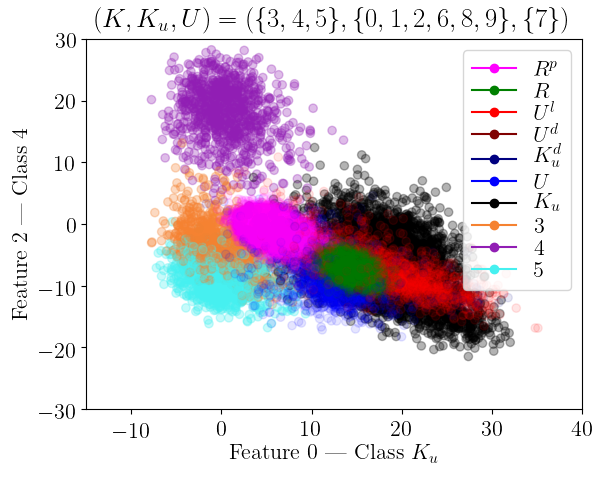 (K, K_u, U) = ({3, 4, 5}, {0, 1, 2, 6, 8, 9}, {7})
30
20
10
0
−10
−20
−30
Feature 2 — Class 4
R^p
R
U^l
U^d
K_u^d
U
K_u
3
4
5
−10
0
10
20
30
40
Feature 0 — Class K_u